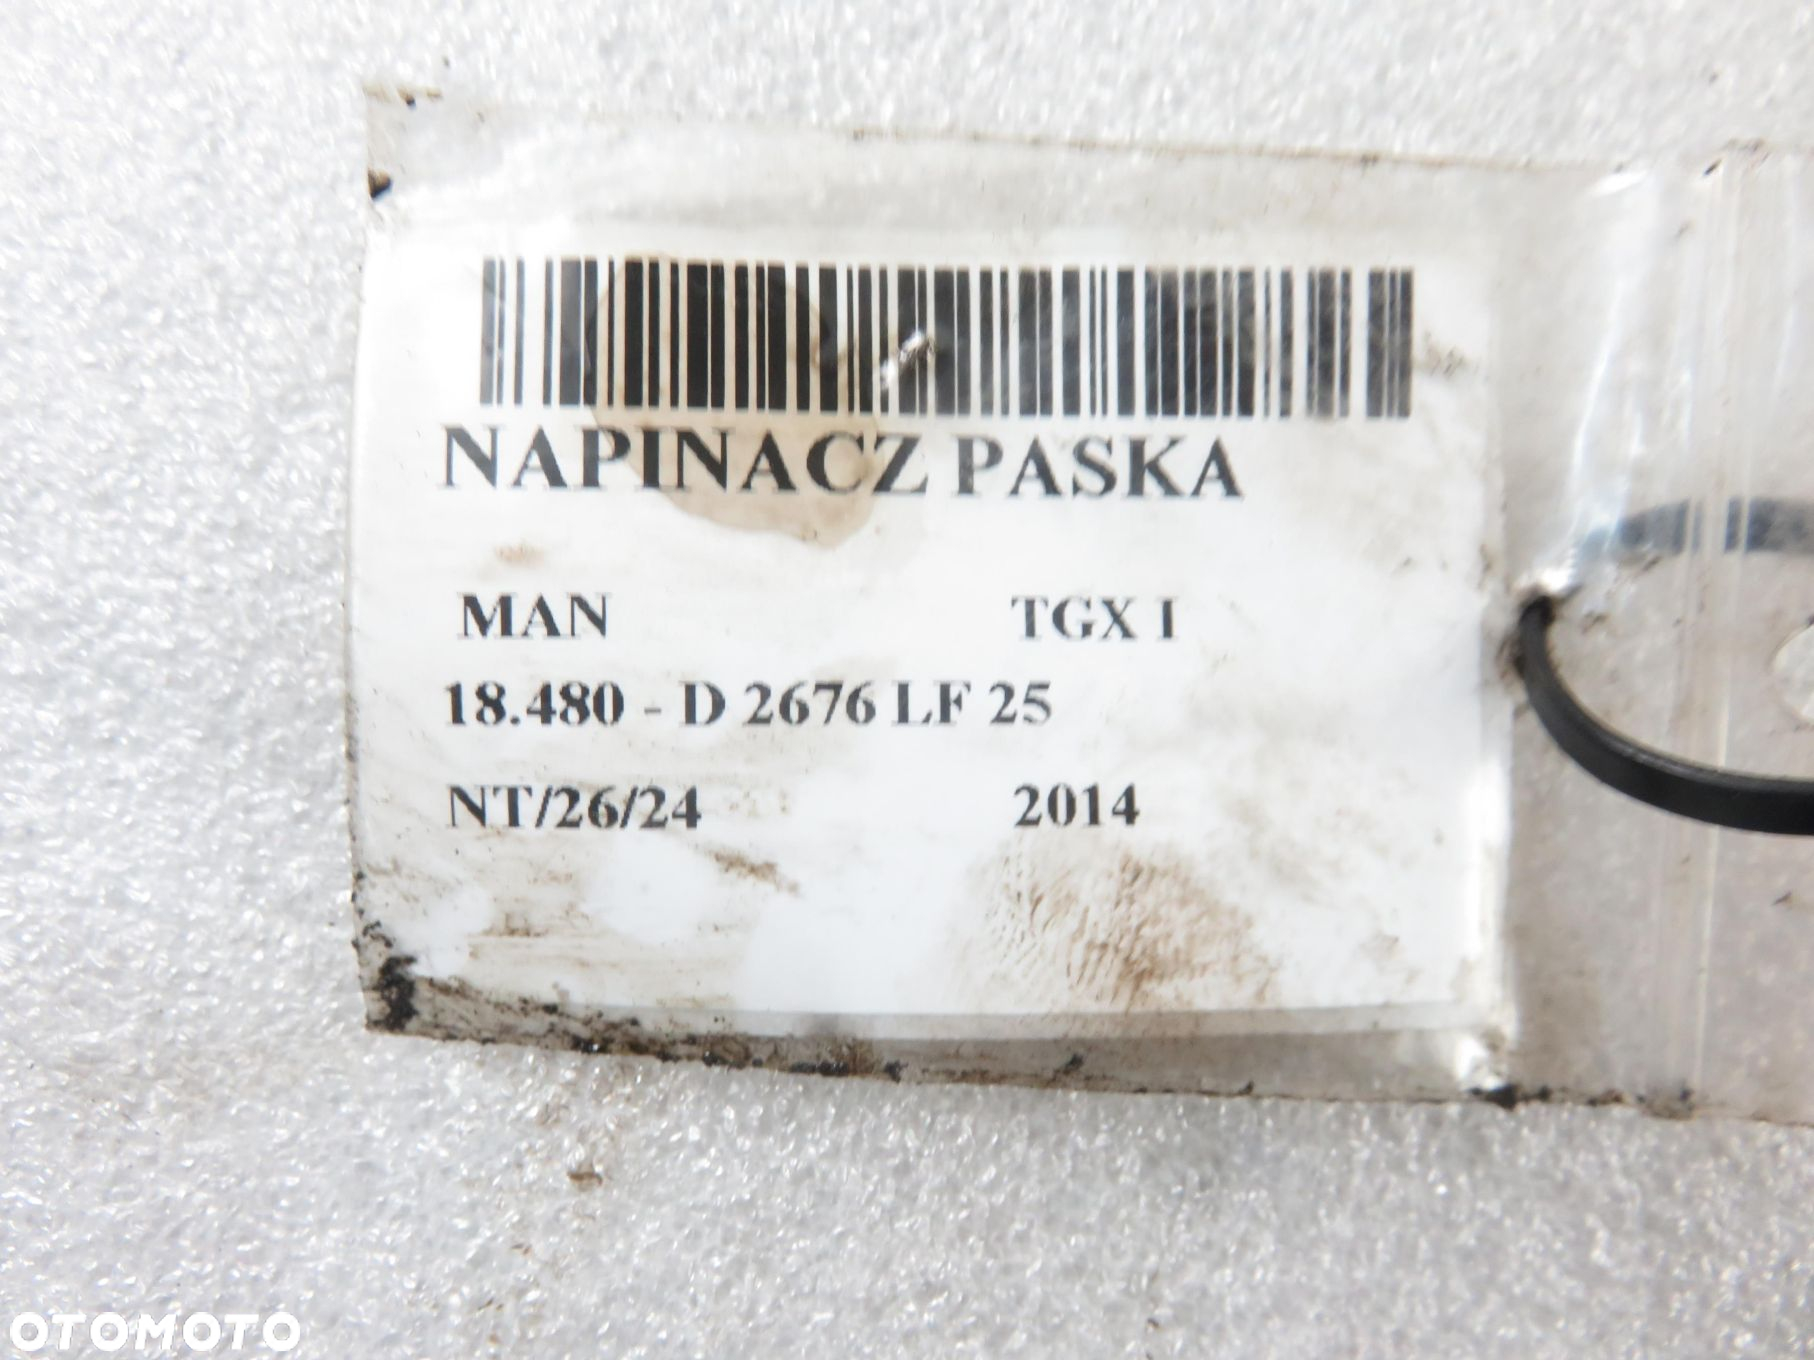 NAPINACZ PASKA
MAN TGX I
18.480 - D 2676 LF 25
NT/26/24 2014
OTOMOTO